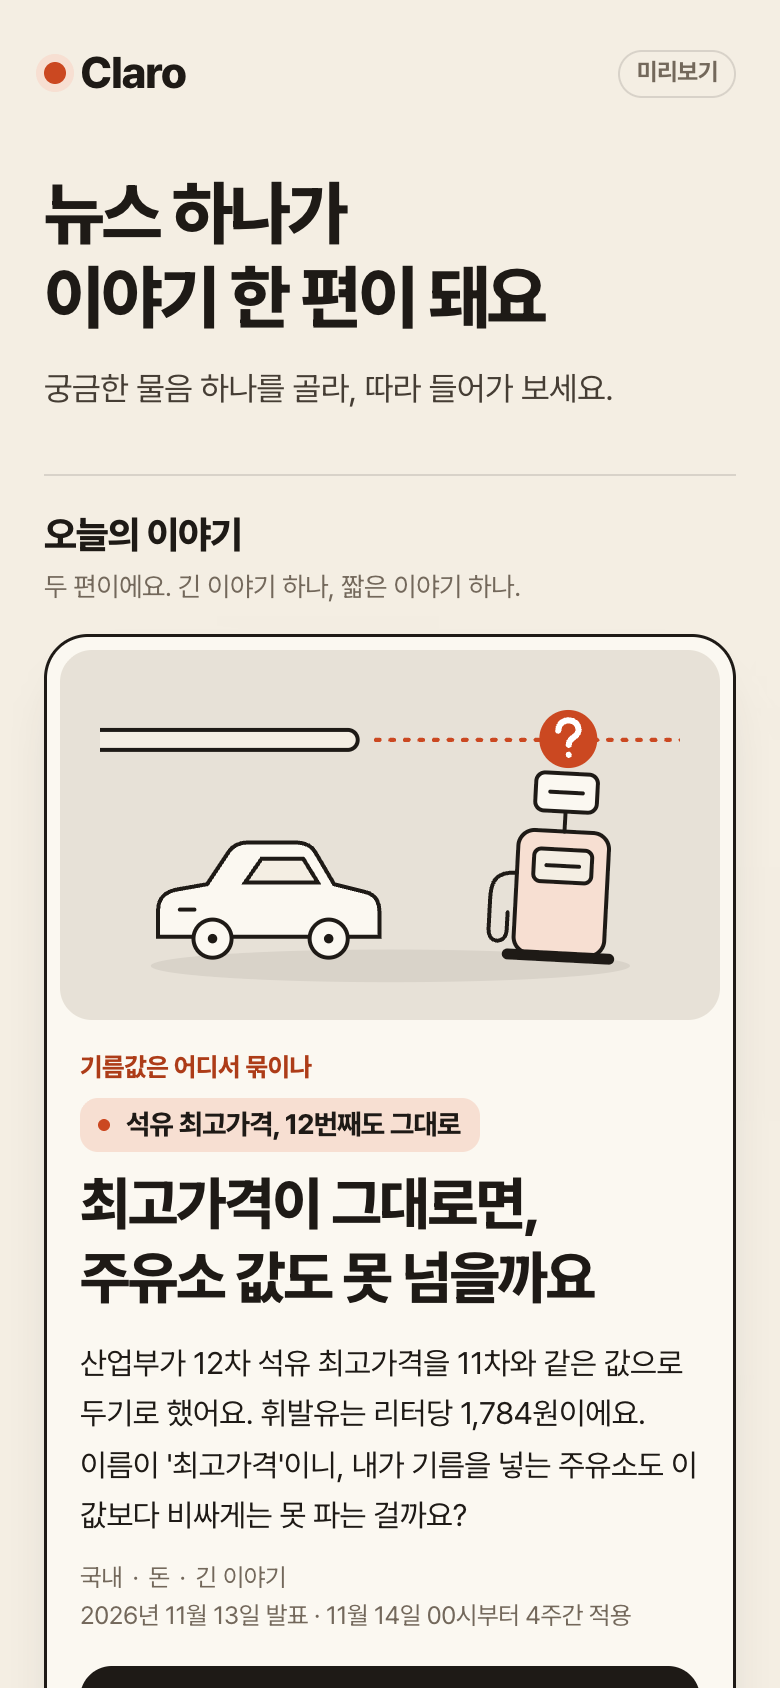 Claro
미리보기
뉴스 하나가
이야기 한 편이 돼요
궁금한 물음 하나를 골라, 따라 들어가 보세요.
오늘의 이야기
두 편이에요. 긴 이야기 하나, 짧은 이야기 하나.
?
기름값은 어디서 묶이나
석유 최고가격, 12번째도 그대로
최고가격이 그대로면,
주유소 값도 못 넘을까요
산업부가 12차 석유 최고가격을 11차와 같은 값으로
두기로 했어요. 휘발유는 리터당 1,784원이에요.
이름이 '최고가격'이니, 내가 기름을 넣는 주유소도 이
값보다 비싸게는 못 파는 걸까요?
국내 · 돈 · 긴 이야기
2026년 11월 13일 발표 · 11월 14일 00시부터 4주간 적용